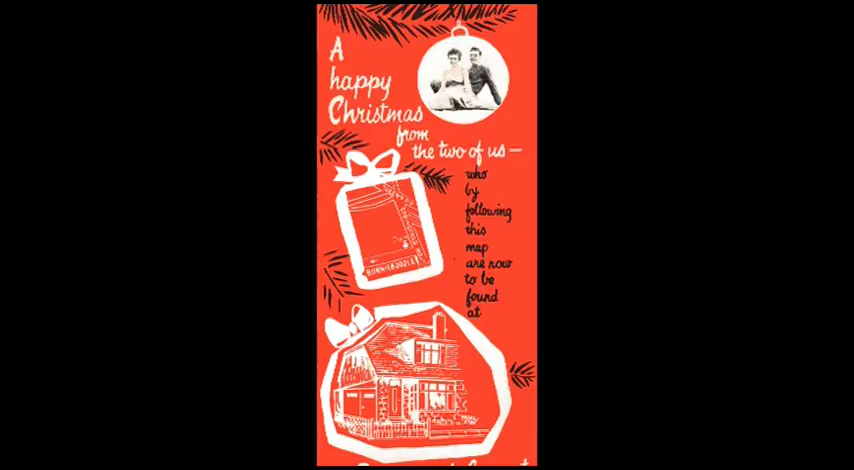 A
happy
Christmas
from
the two of us —
who
by
following
this
map
are now
to be
found
at